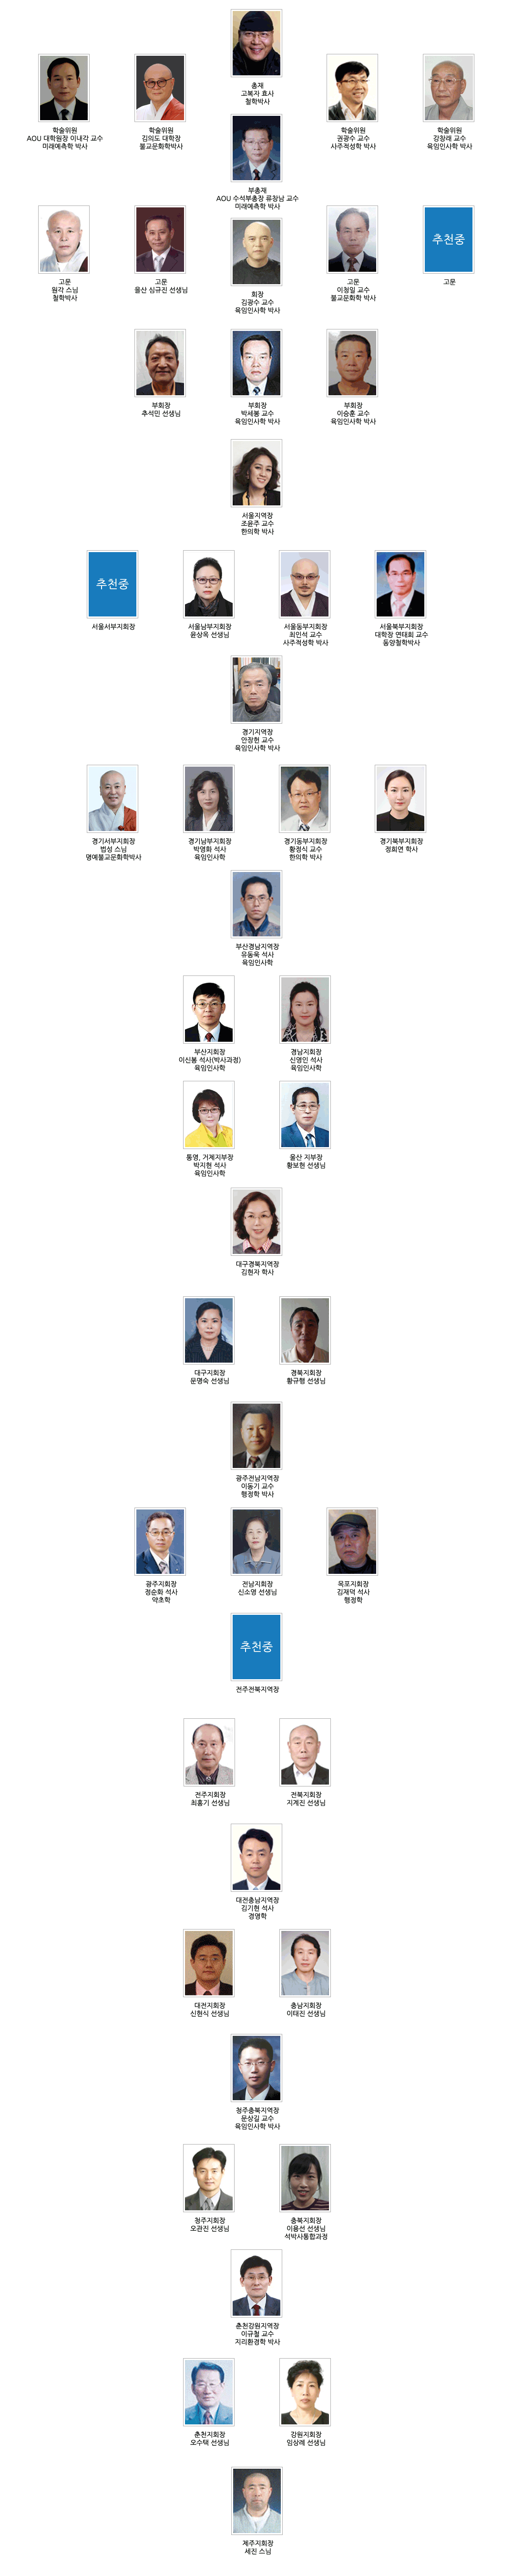 총재
고복자 효사
철학박사
학술위원
AOU 대학원장 이내각 교수
미래예측학 박사
학술위원
김의도 대학장
불교문화학박사
학술위원
권광수 교수
사주적성학 박사
학술위원
강창래 교수
육임인사학 박사
부총재
AOU 수석부총장 류창남 교수
미래예측학 박사
고문
원각 스님
철학박사
고문
율산 심규진 선생님
회장
김광수 교수
육임인사학 박사
고문
이청일 교수
불교문화학 박사
추천중
고문
부회장
추석민 선생님
부회장
박세봉 교수
육임인사학 박사
부회장
이승훈 교수
육임인사학 박사
서울지역장
조윤주 교수
한의학 박사
추천중
서울서부지회장
서울남부지회장
윤상옥 선생님
서울동부지회장
최민석 교수
사주적성학 박사
서울북부지회장
대학장 연태희 교수
동양철학박사
경기지역장
안장헌 교수
육임인사학 박사
경기서부지회장
법성 스님
명예불교문화학박사
경기남부지회장
박영화 석사
육임인사학
경기동부지회장
황정식 교수
한의학 박사
경기북부지회장
정희연 학사
부산경남지역장
유동욱 석사
육임인사학
부산지회장
이신봉 석사(박사과정)
육임인사학
경남지회장
신영인 석사
육임인사학
통영, 거제지부장
박지현 석사
육임인사학
울산 지부장
황보현 선생님
대구경북지역장
김현자 학사
대구지회장
문명숙 선생님
경북지회장
황규행 선생님
광주전남지역장
이동기 교수
행정학 박사
광주지회장
정순화 석사
약초학
전남지회장
신소영 선생님
목포지회장
김재덕 석사
행정학
추천중
전주전북지역장
전주지회장
최홍기 선생님
전북지회장
지계진 선생님
대전충남지역장
김기현 석사
경영학
대전지회장
신현식 선생님
충남지회장
이태진 선생님
청주충북지역장
문상길 교수
육임인사학 박사
청주지회장
오관진 선생님
충북지회장
이용선 선생님
석박사통합과정
춘천강원지역장
이규철 교수
지리환경학 박사
춘천지회장
오수택 선생님
강원지회장
임상례 선생님
제주지회장
세진 스님